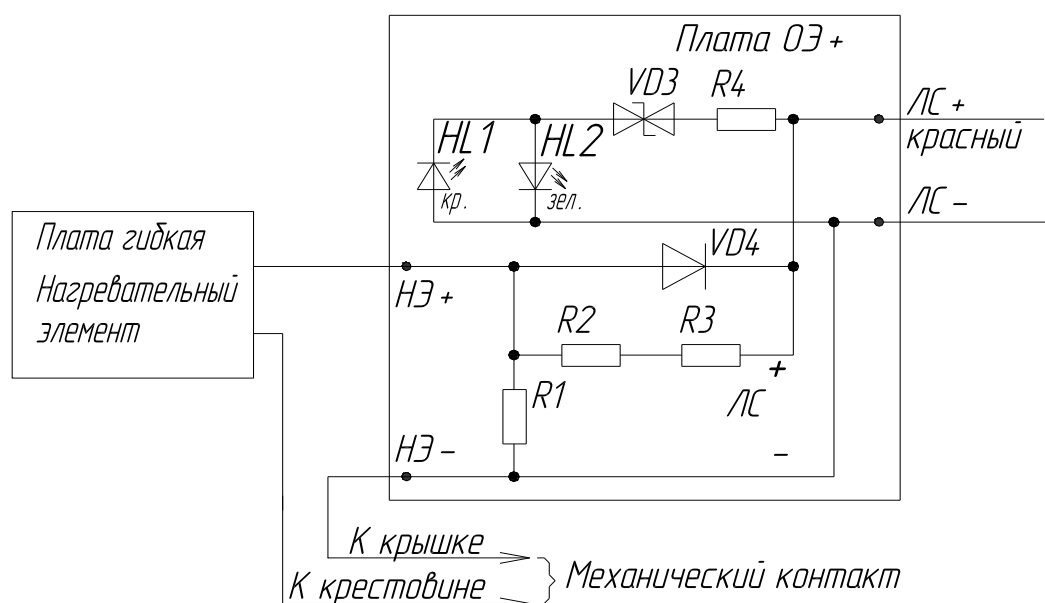 Плата ОЭ +
VD3
R4
ЛС +
красный
HL1
HL2
кр.
зел.
ЛС –
Плата гибкая
Нагревательный
элемент
VD4
НЭ +
R2
R3
+
R1
ЛС
НЭ –
–
К крышке
К крестовине
Механический контакт